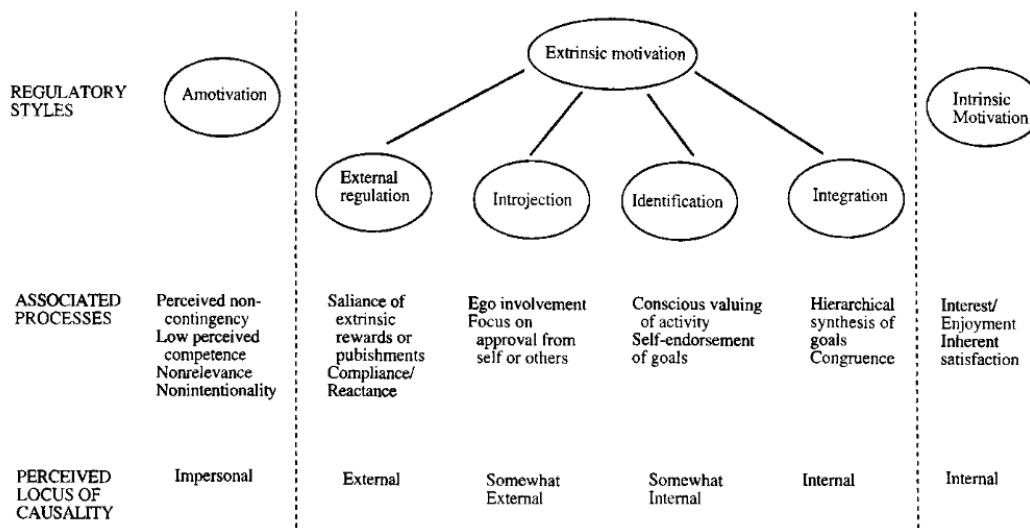 Extrinsic motivation
REGULATORY
STYLES
Amotivation
Intrinsic
Motivation
External
regulation
Introjection
Identification
Integration
ASSOCIATED
PROCESSES
Perceived non-
contingency
Low perceived
competence
Nonrelevance
Nonintentionality
Saliance of
extrinsic
rewards or
pubishments
Compliance/
Reactance
Ego involvement
Focus on
approval from
self or others
Conscious valuing
of activity
Self-endorsement
of goals
Hierarchical
synthesis of
goals
Congruence
Interest/
Enjoyment
Inherent
satisfaction
PERCEIVED
LOCUS OF
CAUSALITY
Impersonal
External
Somewhat
External
Somewhat
Internal
Internal
Internal